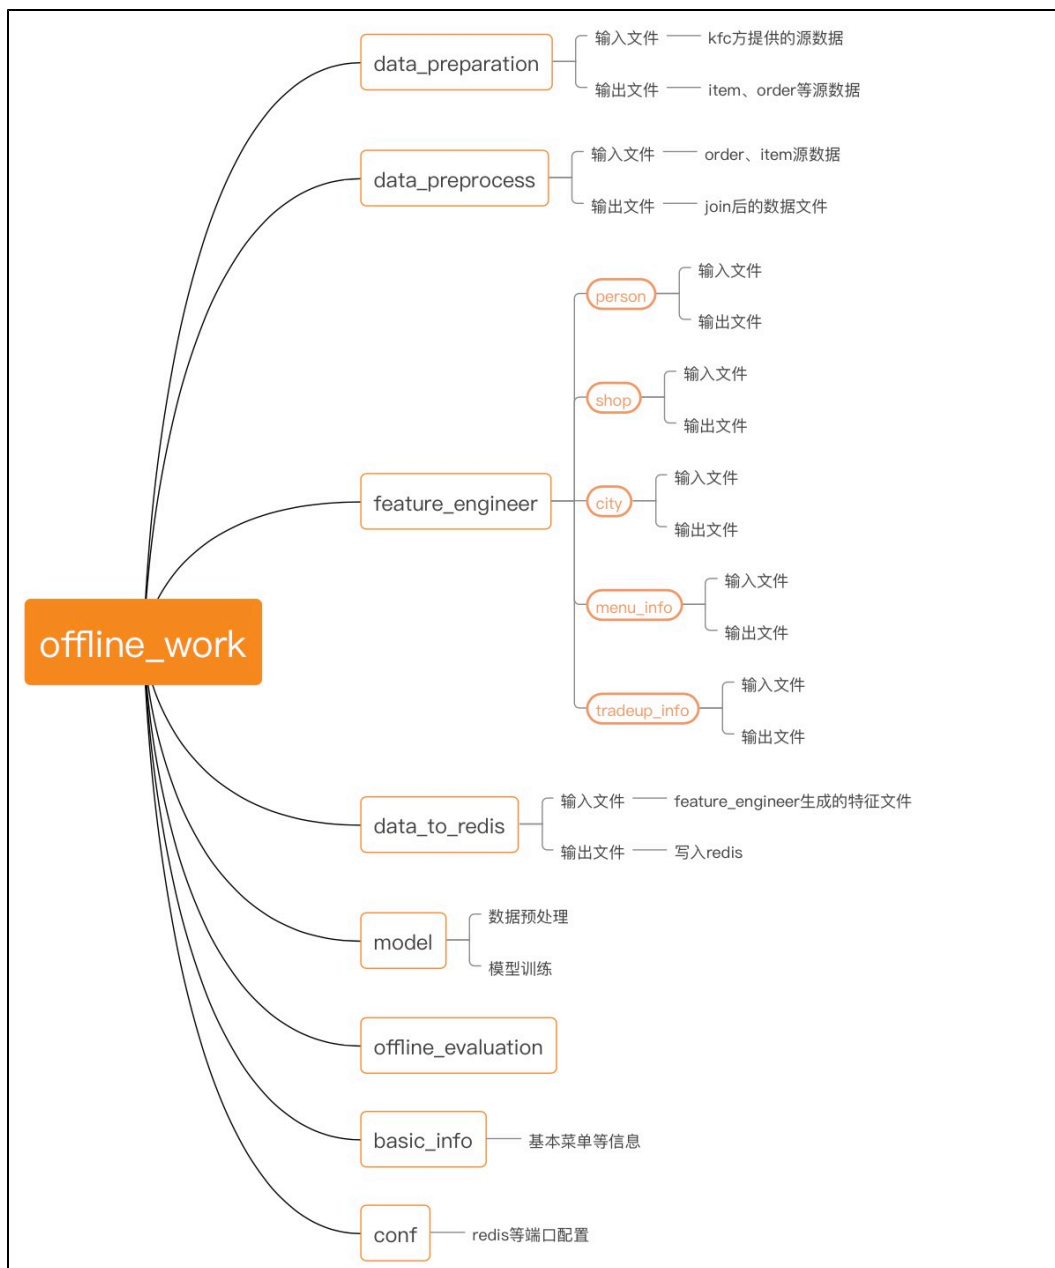 offline_work
data_preparation
输入文件
kfc方提供的源数据
输出文件
item、order等源数据
data_preprocess
输入文件
order、item源数据
输出文件
join后的数据文件
feature_engineer
person
输入文件
输出文件
shop
输入文件
输出文件
city
输入文件
输出文件
menu_info
输入文件
输出文件
tradeup_info
输入文件
输出文件
data_to_redis
输入文件
feature_engineer生成的特征文件
输出文件
写入redis
model
数据预处理
模型训练
offline_evaluation
basic_info
基本菜单等信息
conf
redis等端口配置